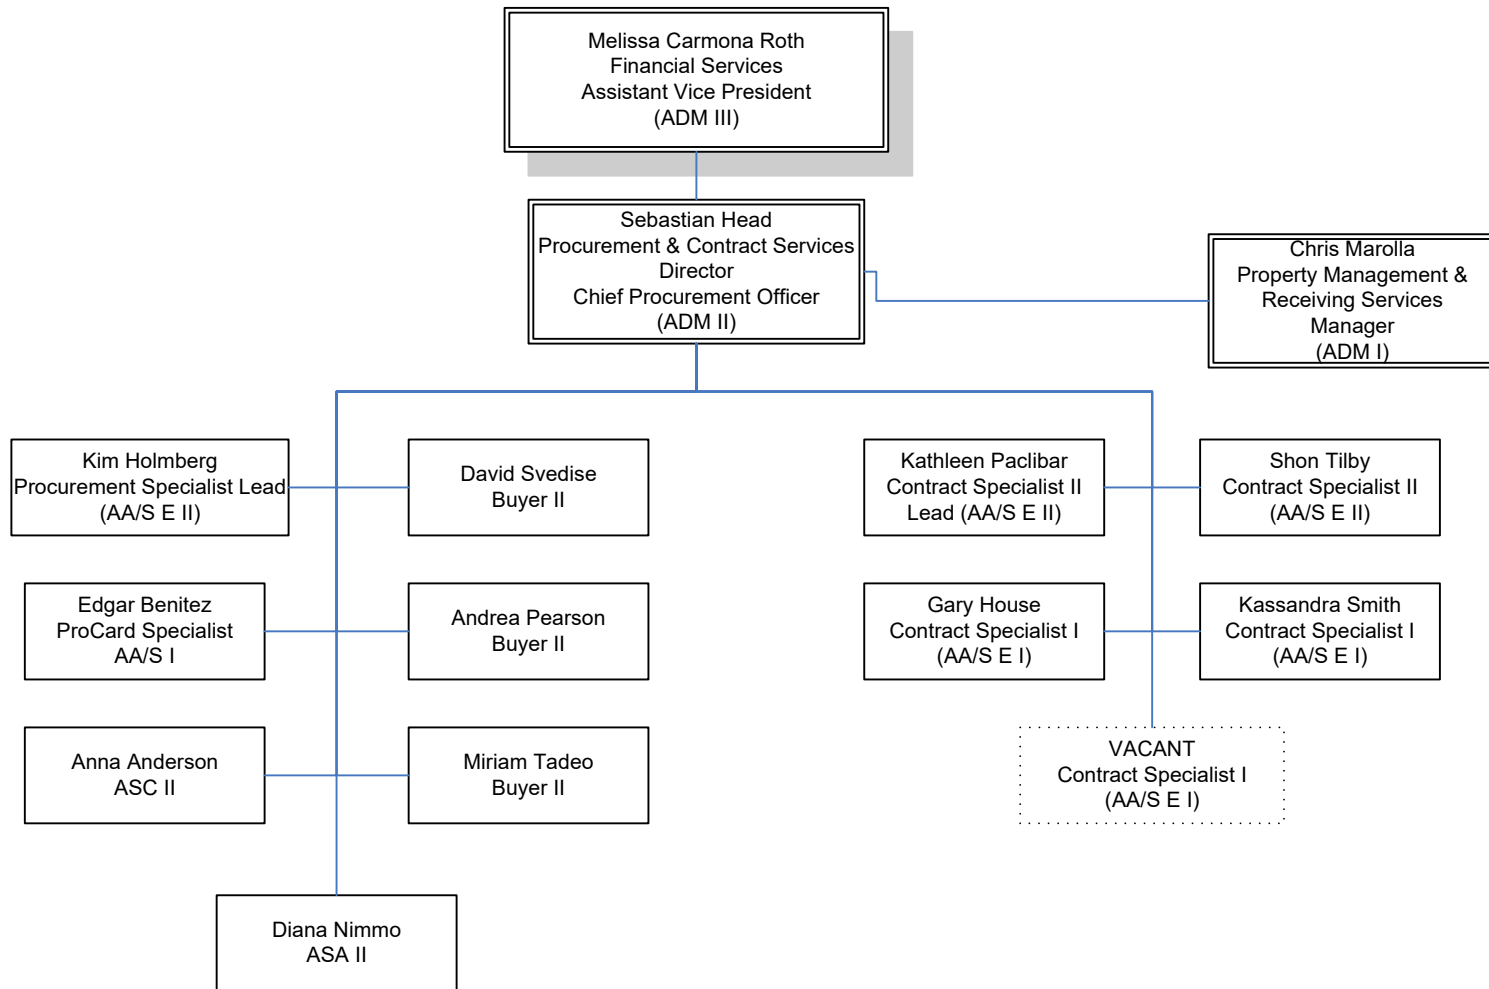 Melissa Carmona Roth
Financial Services
Assistant Vice President
(ADM III)
Sebastian Head
Procurement & Contract Services
Director
Chief Procurement Officer
(ADM II)
Chris Marolla
Property Management &
Receiving Services
Manager
(ADM I)
Kim Holmberg
Procurement Specialist Lead
(AA/S E II)
David Svedise
Buyer II
Kathleen Paclibar
Contract Specialist II
Lead (AA/S E II)
Shon Tilby
Contract Specialist II
(AA/S E II)
Edgar Benitez
ProCard Specialist
AA/S I
Andrea Pearson
Buyer II
Gary House
Contract Specialist I
(AA/S E I)
Kassandra Smith
Contract Specialist I
(AA/S E I)
Anna Anderson
ASC II
Miriam Tadeo
Buyer II
VACANT
Contract Specialist I
(AA/S E I)
Diana Nimmo
ASA II